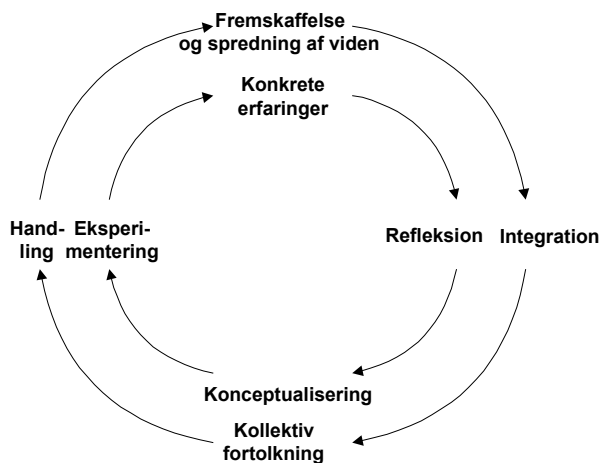 Fremskaffelse
og spredning af viden
Konkrete
erfaringer
Hand-
ling
Eksperi-
mentering
Refleksion
Integration
Konceptualisering
Kollektiv
fortolkning